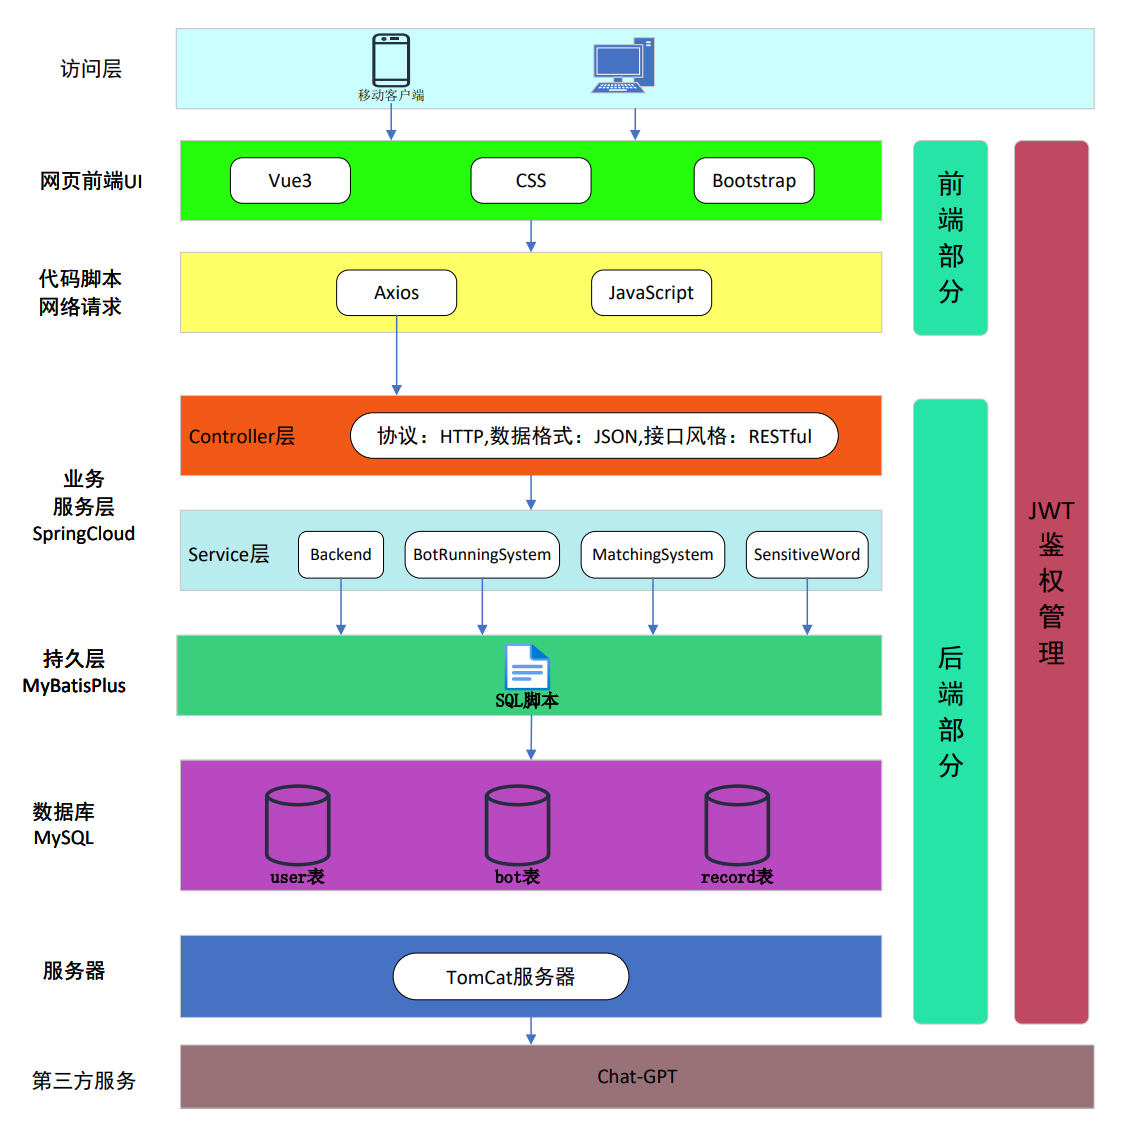 访问层
移动客户端
网页前端UI
Vue3
CSS
Bootstrap
前
端
部
分
代码脚本
网络请求
Axios
JavaScript
业务
服务层
SpringCloud
Controller层
协议：HTTP,数据格式：JSON,接口风格：RESTful
Service层
Backend
BotRunningSystem
MatchingSystem
SensitiveWord
JWT
鉴
权
管
理
持久层
MyBatisPlus
SQL脚本
后
端
部
分
数据库
MySQL
user表
bot表
record表
服务器
TomCat服务器
第三方服务
Chat-GPT